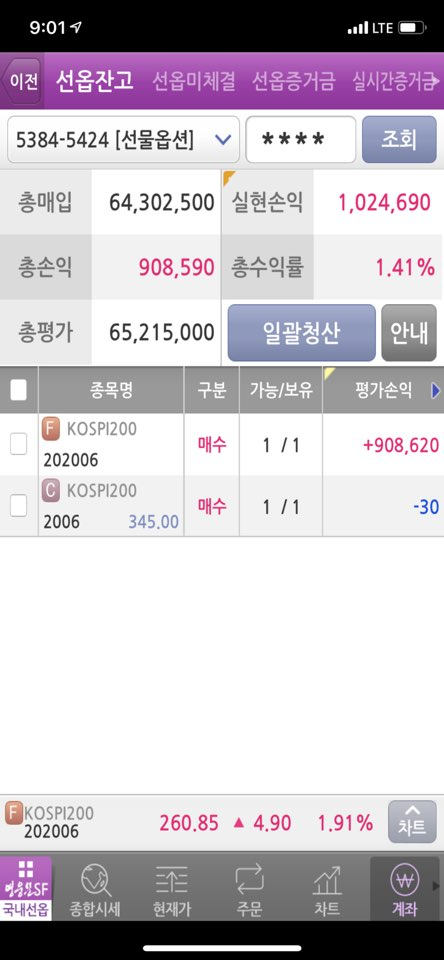 9:01 LTE
이전 선옵잔고 선옵미체결 선옵증거금 실시간증거금
5384-5424 [선물옵션] **** 조회
총매입 64,302,500 실현손익 1,024,690
총손익 908,590 총수익률 1.41%
총평가 65,215,000 일괄청산 안내
종목명 구분 가능/보유 평가손익
F KOSPI200 매수 1 / 1 +908,620
202006
C KOSPI200 매수 1 / 1 -30
2006 345.00
F KOSPI200 260.85 ▲ 4.90 1.91% 차트
202006
영웅문SF
국내선옵 종합시세 현재가 주문 차트 계좌